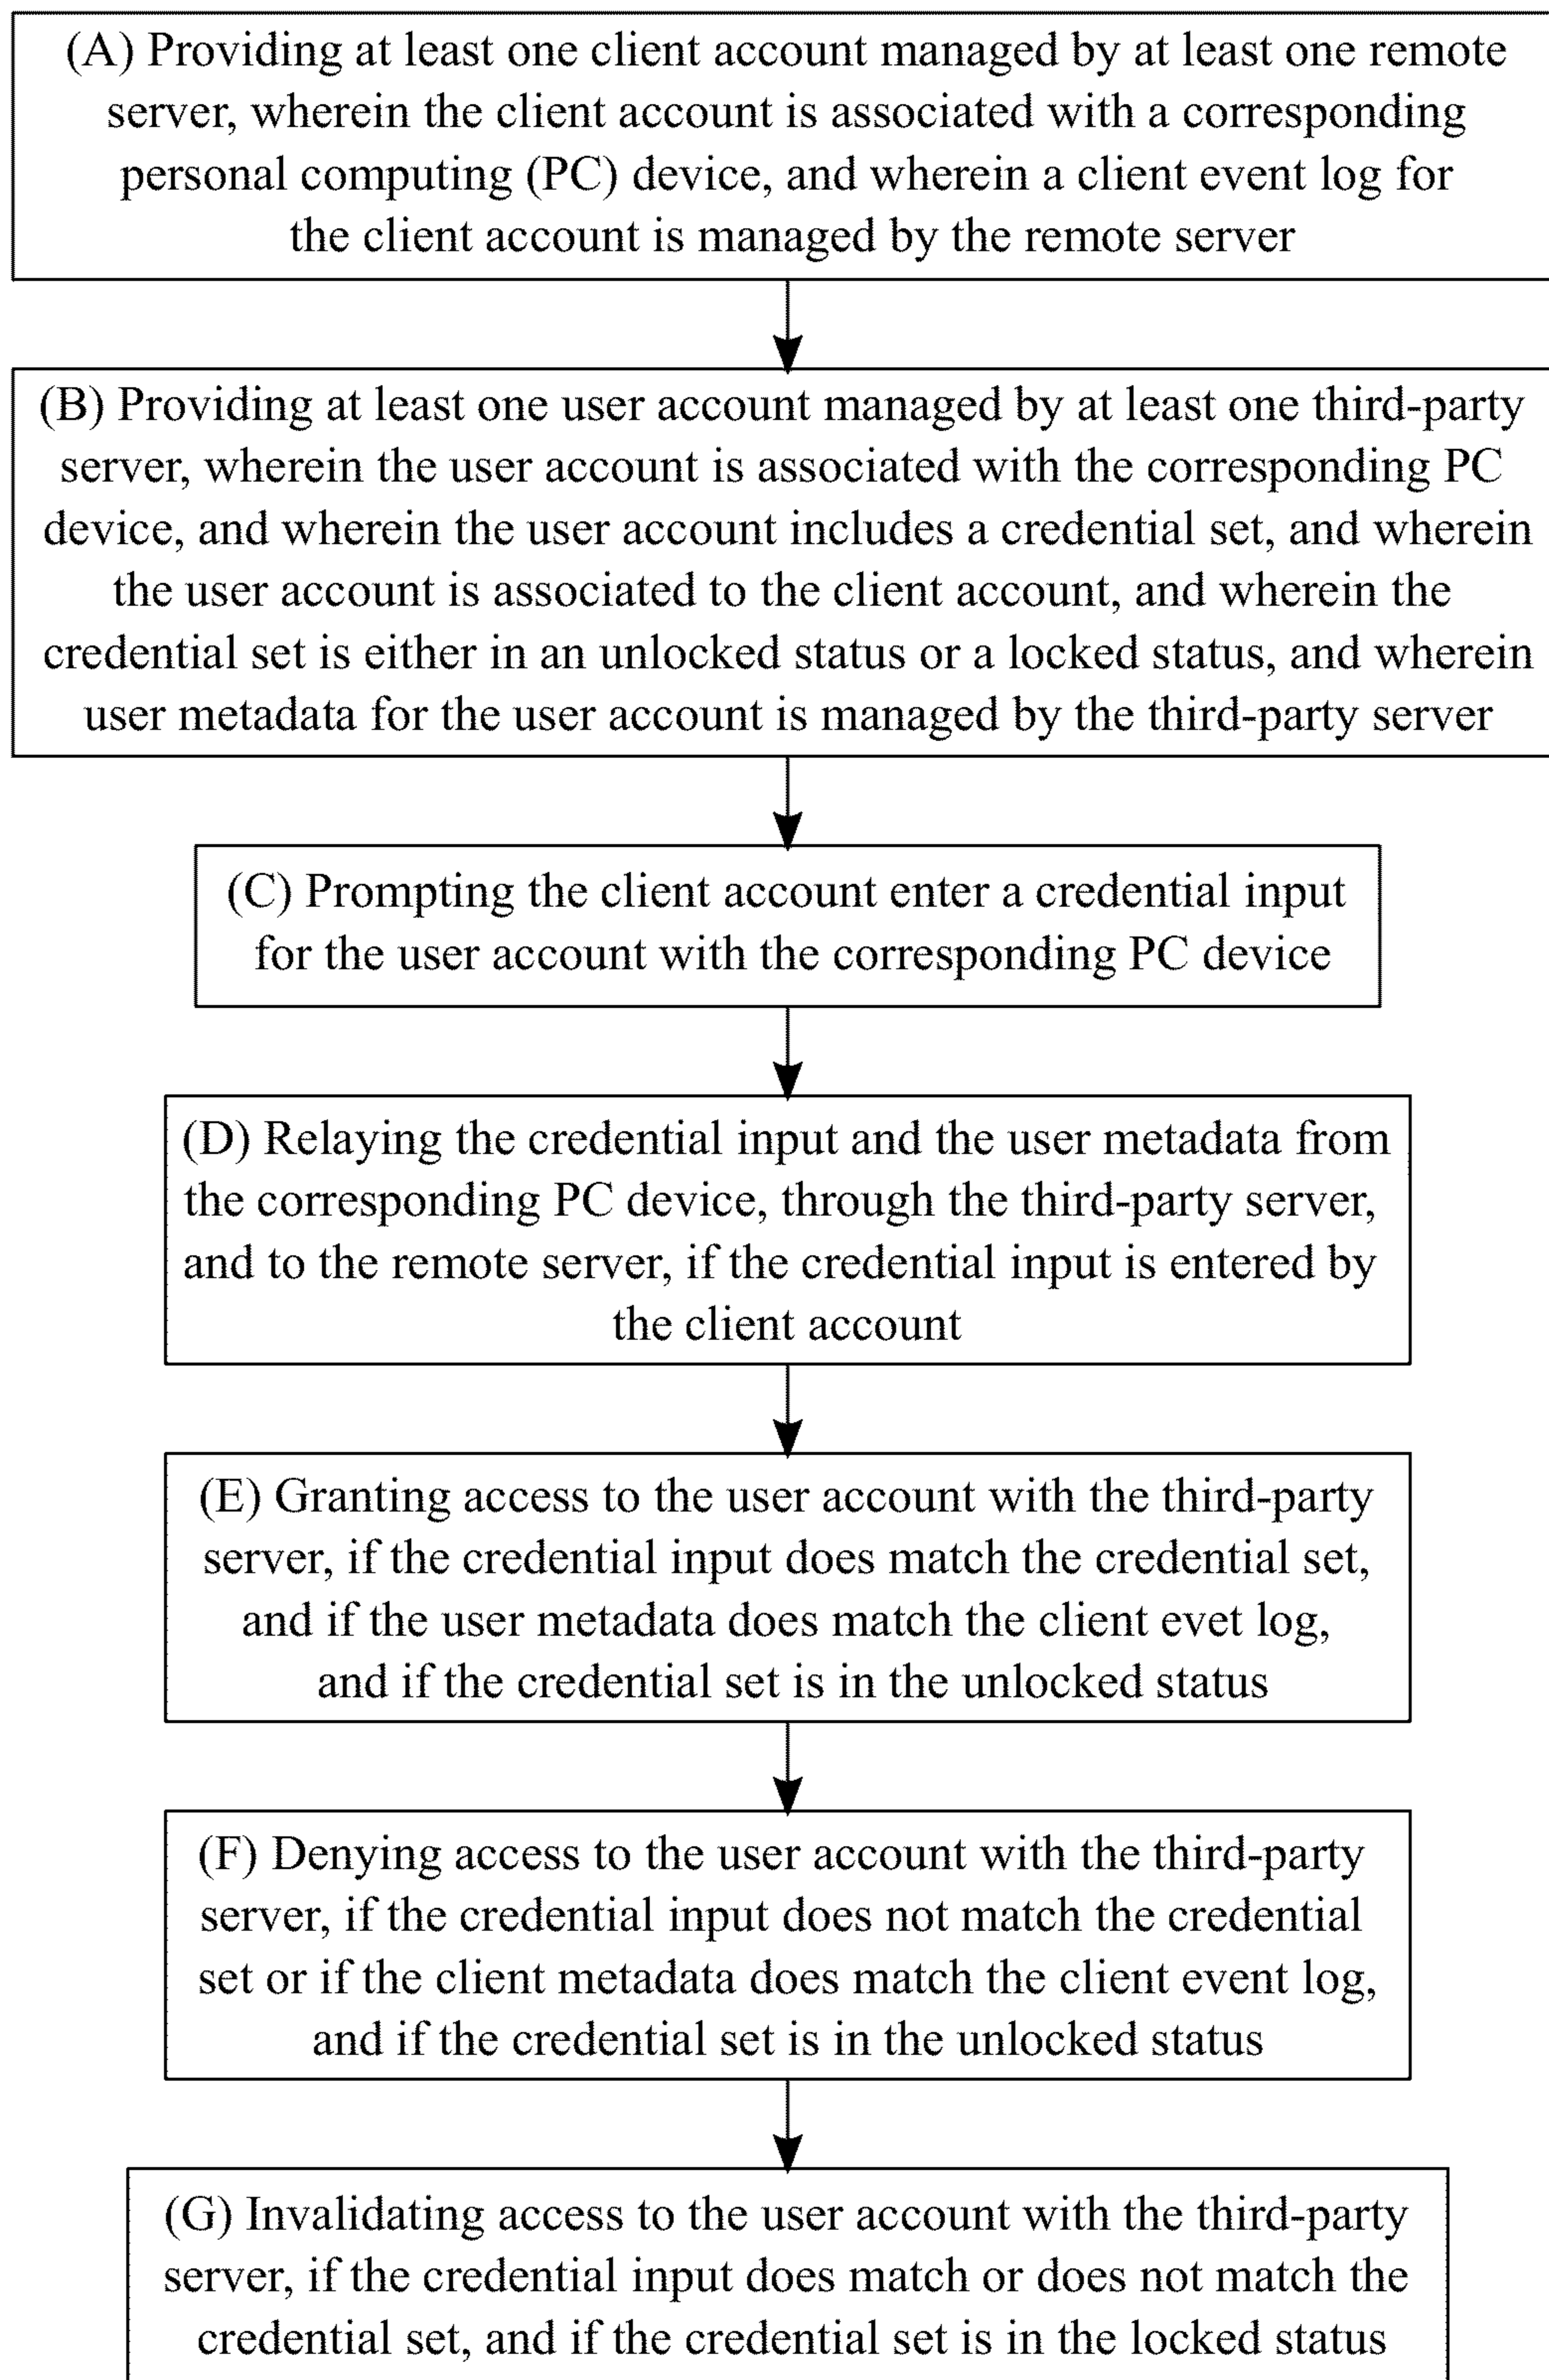 (A) Providing at least one client account managed by at least one remote
server, wherein the client account is associated with a corresponding
personal computing (PC) device, and wherein a client event log for
the client account is managed by the remote server
(B) Providing at least one user account managed by at least one third-party
server, wherein the user account is associated with the corresponding PC
device, and wherein the user account includes a credential set, and wherein
the user account is associated to the client account, and wherein the
credential set is either in an unlocked status or a locked status, and wherein
user metadata for the user account is managed by the third-party server
(C) Prompting the client account enter a credential input
for the user account with the corresponding PC device
(D) Relaying the credential input and the user metadata from
the corresponding PC device, through the third-party server,
and to the remote server, if the credential input is entered by
the client account
(E) Granting access to the user account with the third-party
server, if the credential input does match the credential set,
and if the user metadata does match the client evet log,
and if the credential set is in the unlocked status
(F) Denying access to the user account with the third-party
server, if the credential input does not match the credential
set or if the client metadata does match the client event log,
and if the credential set is in the unlocked status
(G) Invalidating access to the user account with the third-party
server, if the credential input does match or does not match the
credential set, and if the credential set is in the locked status